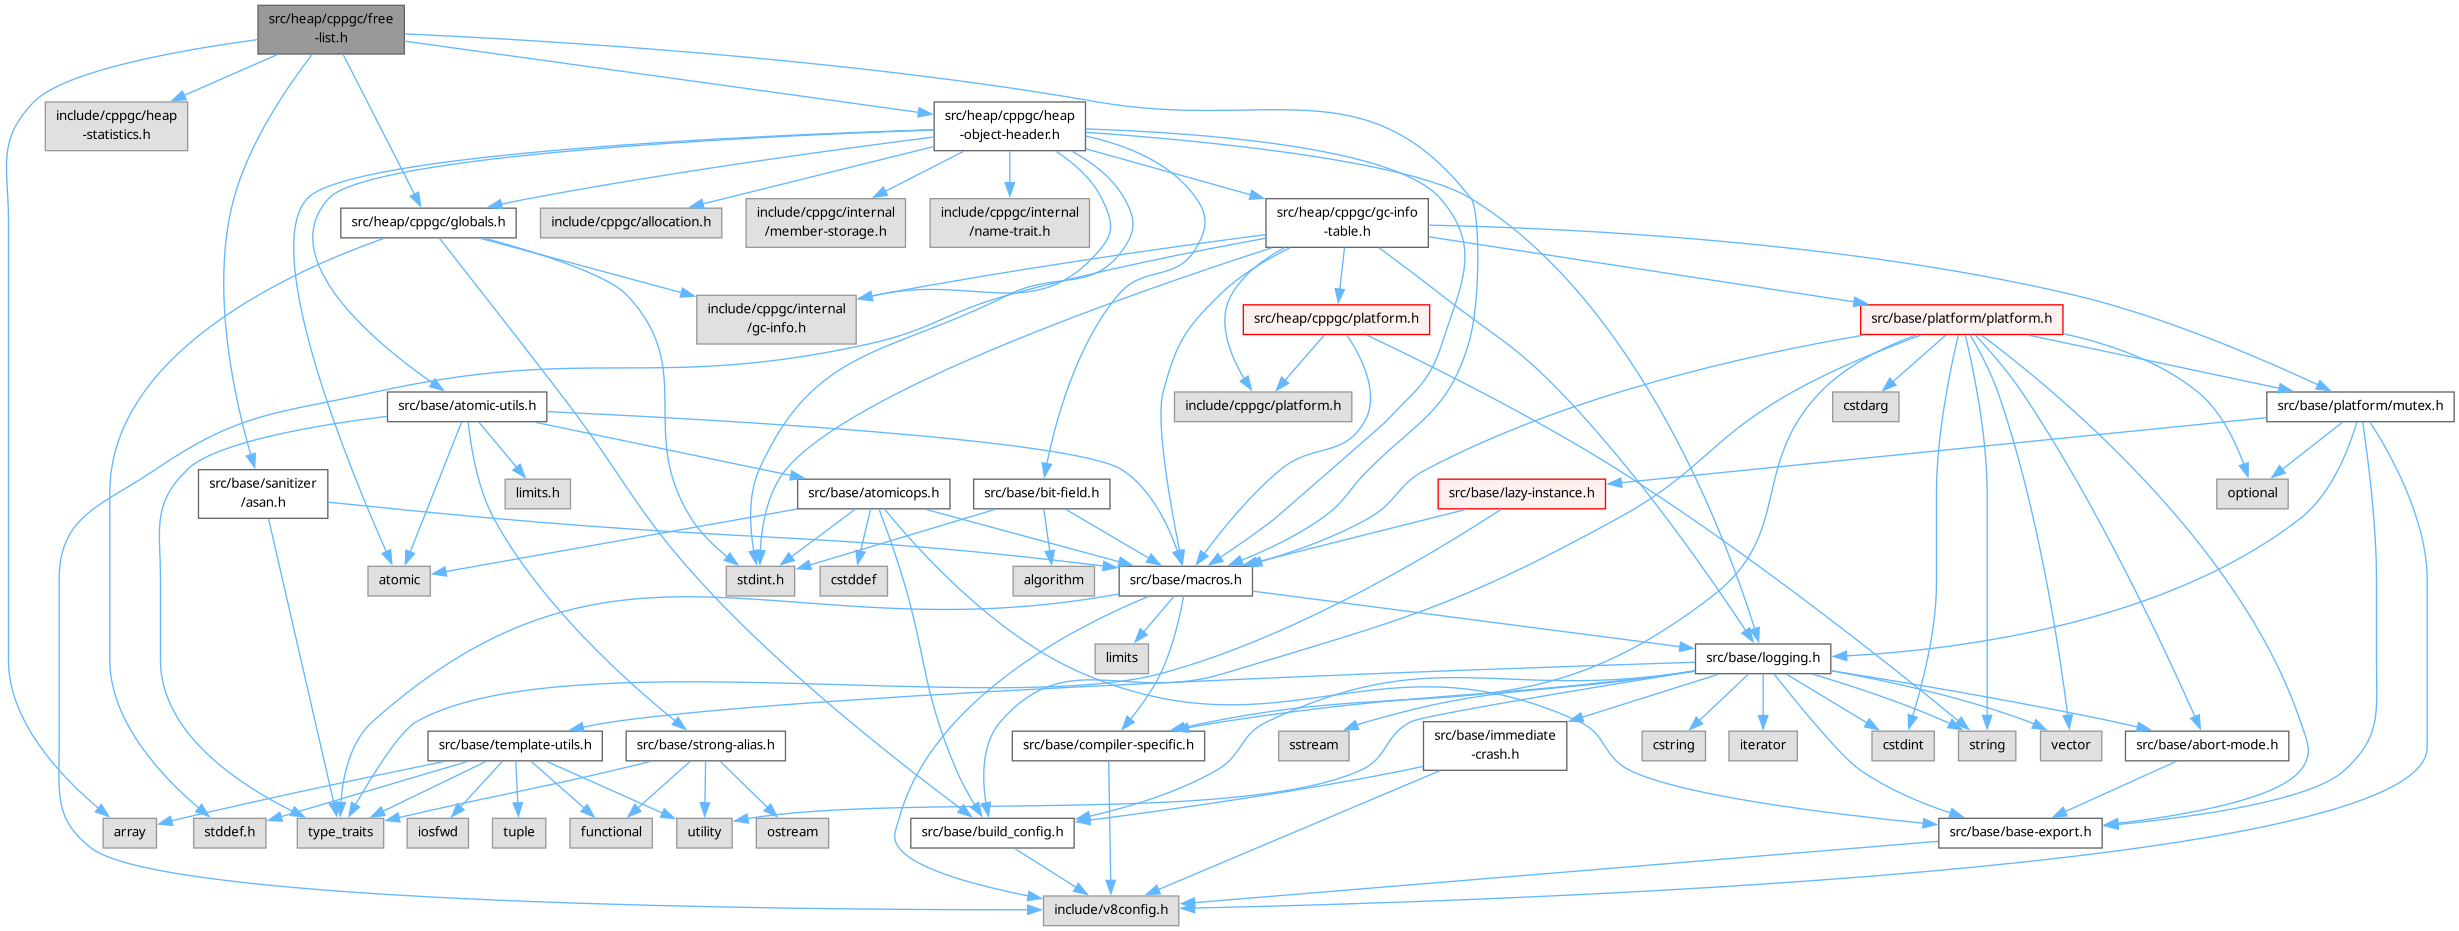 src/heap/cppgc/free
-list.h
include/cppgc/heap
-statistics.h
src/heap/cppgc/heap
-object-header.h
src/heap/cppgc/globals.h
include/cppgc/allocation.h
include/cppgc/internal
/member-storage.h
include/cppgc/internal
/name-trait.h
src/heap/cppgc/gc-info
-table.h
include/cppgc/internal
/gc-info.h
src/heap/cppgc/platform.h
src/base/platform/platform.h
src/base/atomic-utils.h
include/cppgc/platform.h
cstdarg
src/base/platform/mutex.h
src/base/sanitizer
/asan.h
limits.h
src/base/atomicops.h
src/base/bit-field.h
src/base/lazy-instance.h
optional
atomic
stdint.h
cstddef
algorithm
src/base/macros.h
limits
src/base/logging.h
src/base/template-utils.h
src/base/strong-alias.h
src/base/compiler-specific.h
sstream
src/base/immediate
-crash.h
cstring
iterator
cstdint
string
vector
src/base/abort-mode.h
array
stddef.h
type_traits
iosfwd
tuple
functional
utility
ostream
src/base/build_config.h
src/base/base-export.h
include/v8config.h